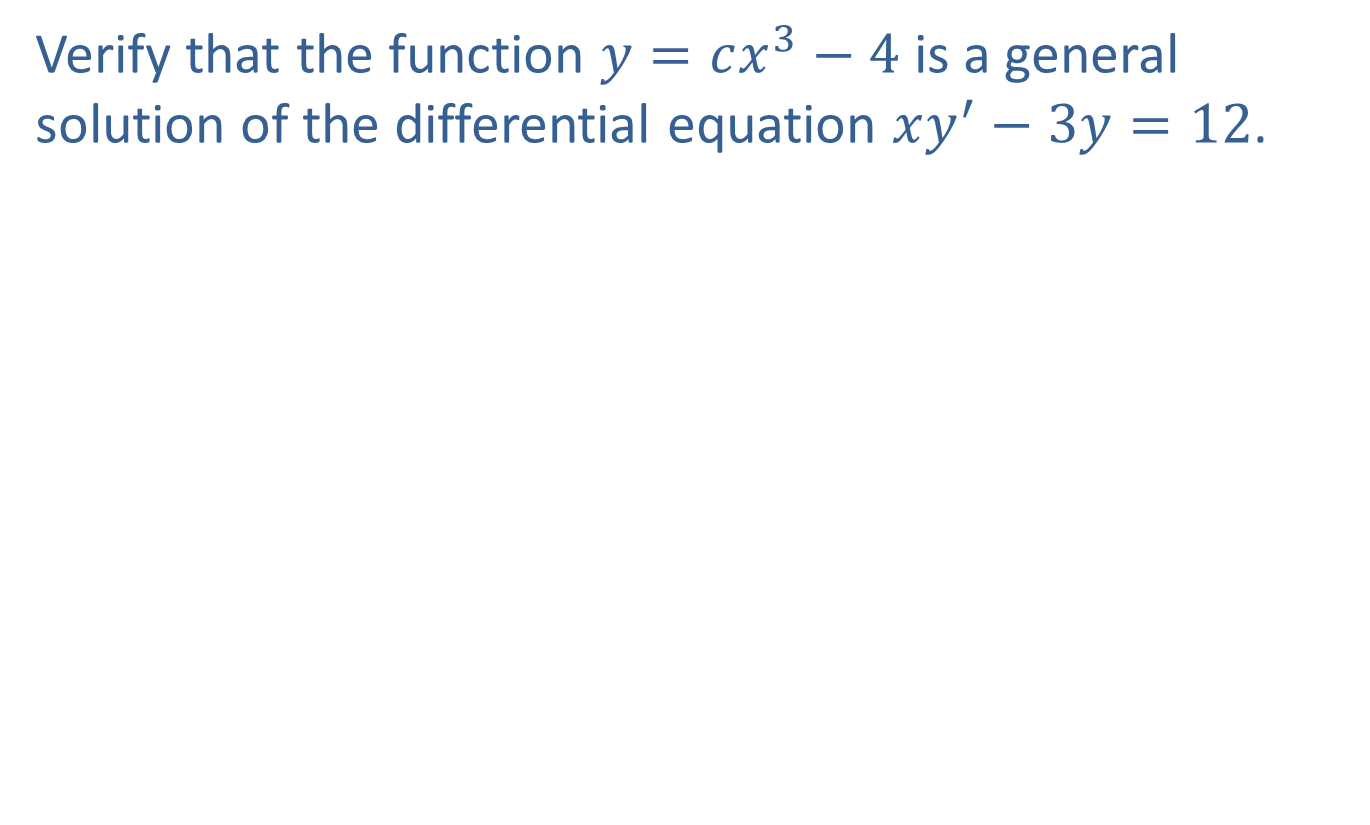 Verify that the function y = cx³ − 4 is a general
solution of the differential equation xy′ − 3y = 12.